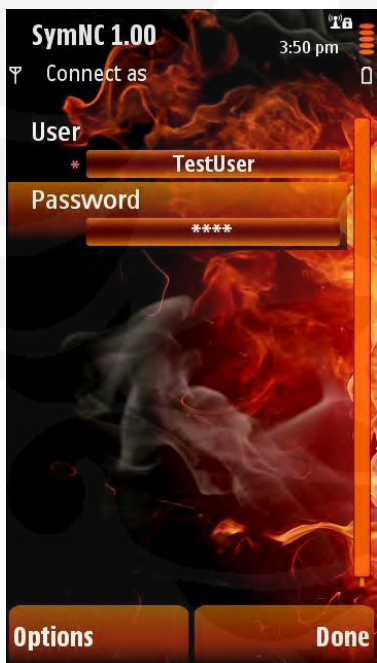 SymNC 1.00
3:50 pm
Connect as
User
* TestUser
Password
****
Options Done